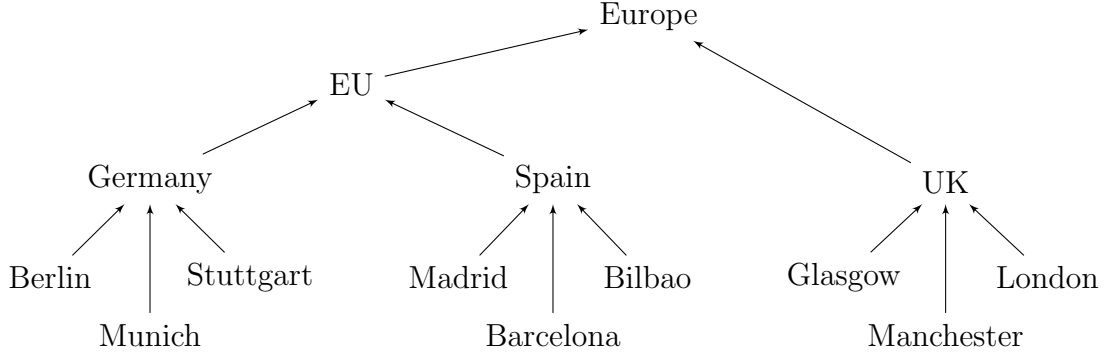 Europe
EU
Germany
Spain
UK
Berlin
Stuttgart
Madrid
Bilbao
Glasgow
London
Munich
Barcelona
Manchester